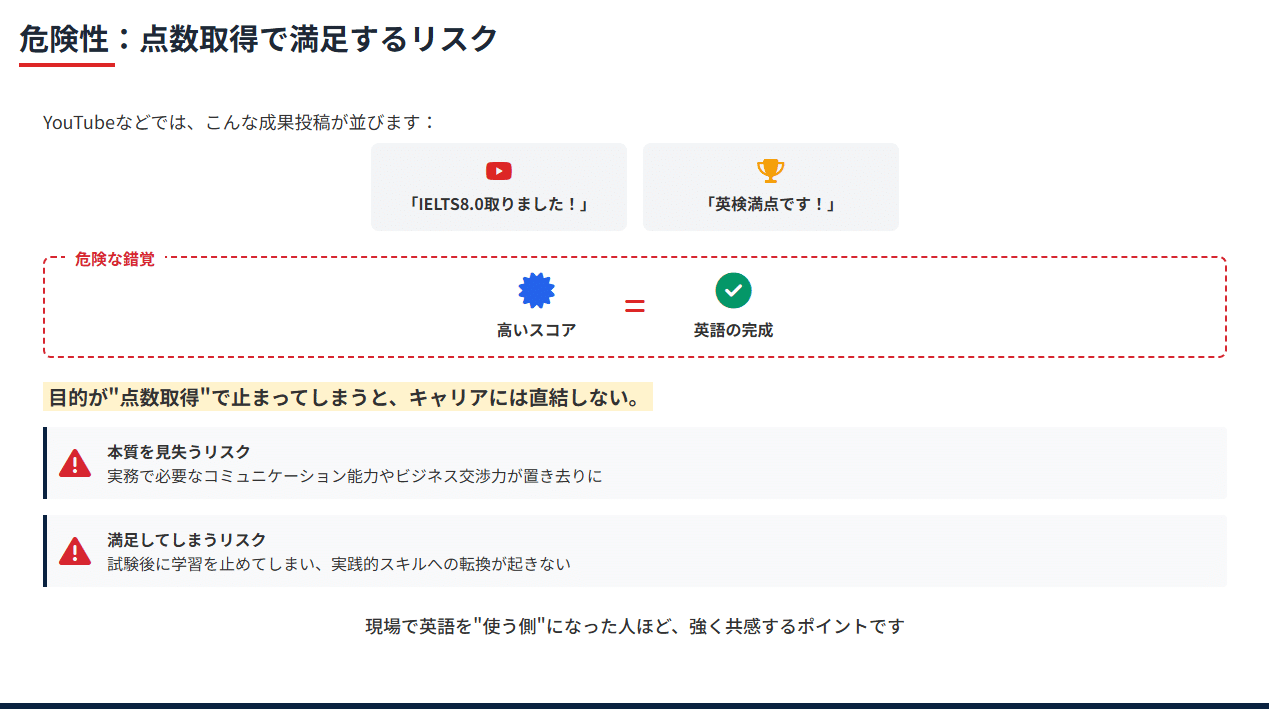 危険性：点数取得で満足するリスク
YouTubeなどでは、こんな成果投稿が並びます：
「IELTS8.0取りました！」
「英検満点です！」
危険な錯覚
高いスコア
=
英語の完成
目的が"点数取得"で止まってしまうと、キャリアには直結しない。
本質を見失うリスク
実務で必要なコミュニケーション能力やビジネス交渉力が置き去りに
満足してしまうリスク
試験後に学習を止めてしまい、実践的スキルへの転換が起きない
現場で英語を"使う側"になった人ほど、強く共感するポイントです